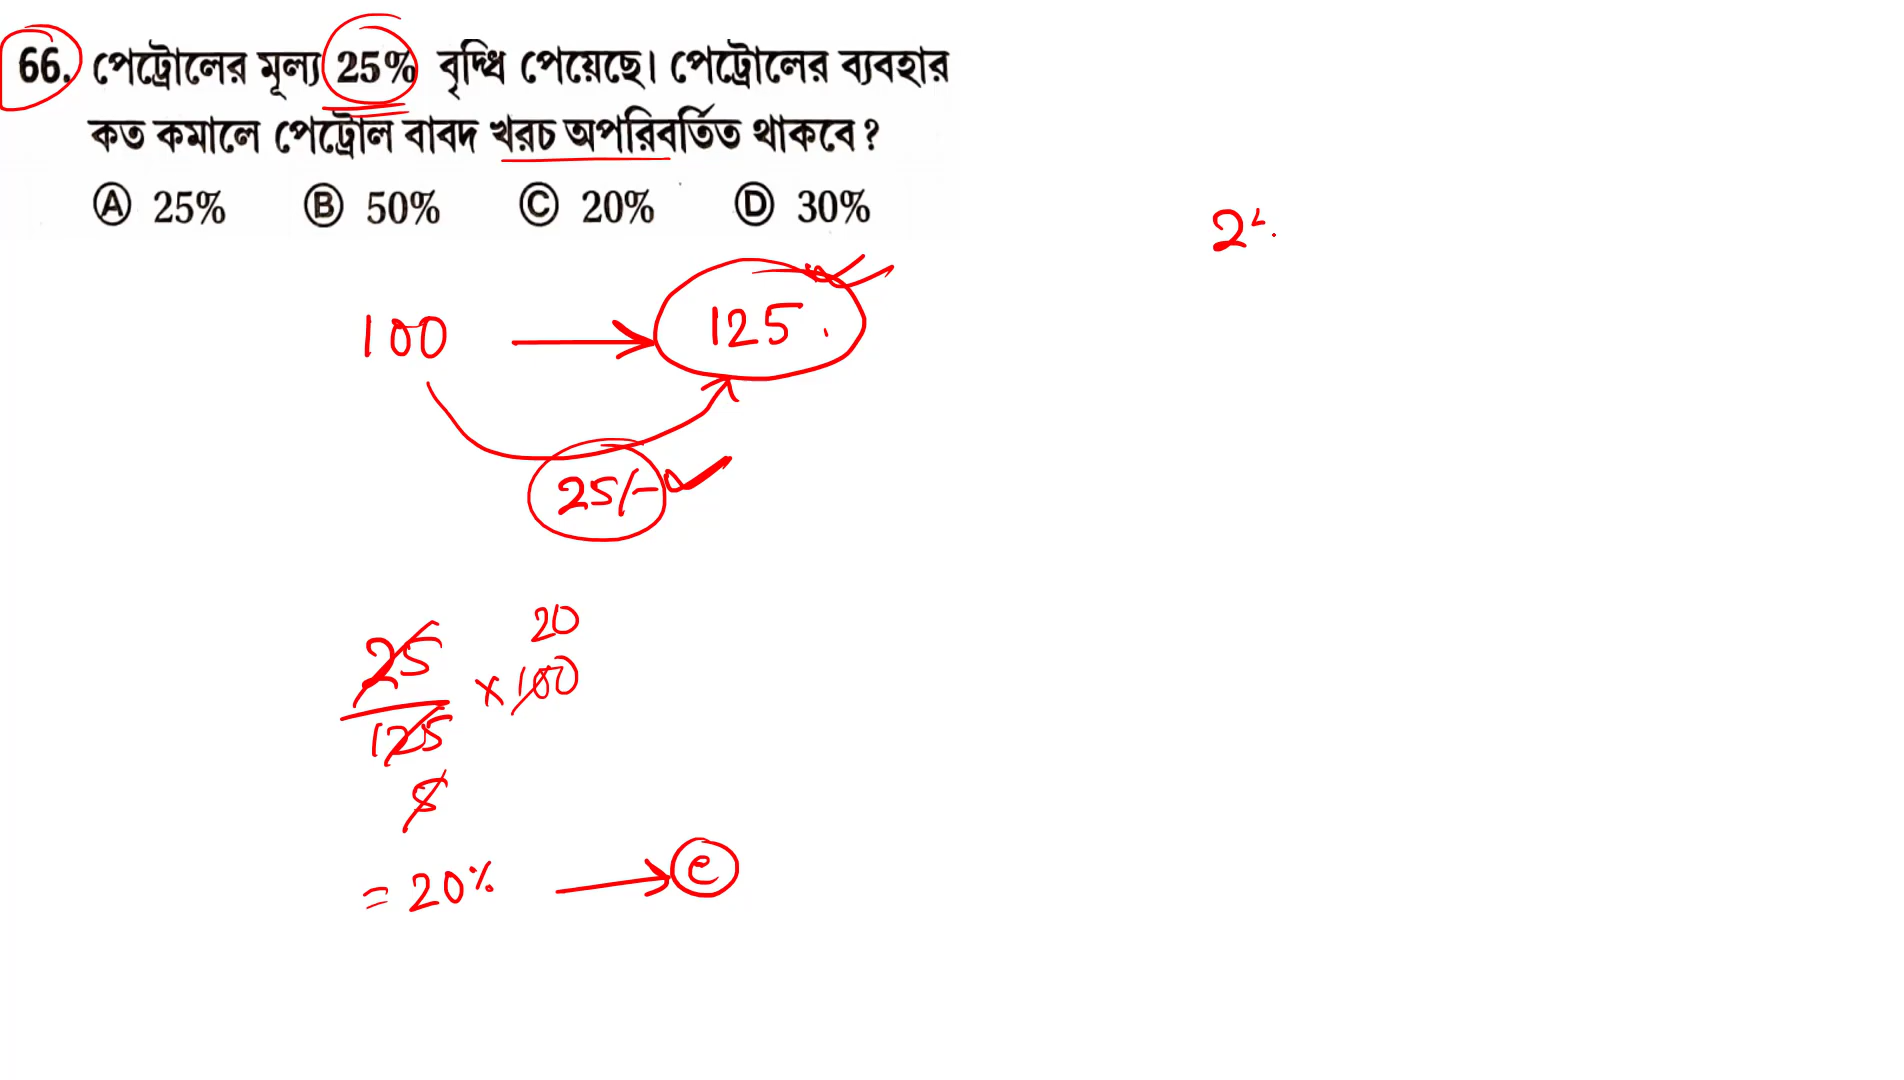 66. পেট্রোলের মূল্য 25% বৃদ্ধি পেয়েছে। পেট্রোলের ব্যবহার
কত কমালে পেট্রোল বাবদ খরচ অপরিবর্তিত থাকবে?
Ⓐ 25% Ⓑ 50% Ⓒ 20% Ⓓ 30%
100 → 125.
25/-
20
25 × 100
125
5
= 20% → c